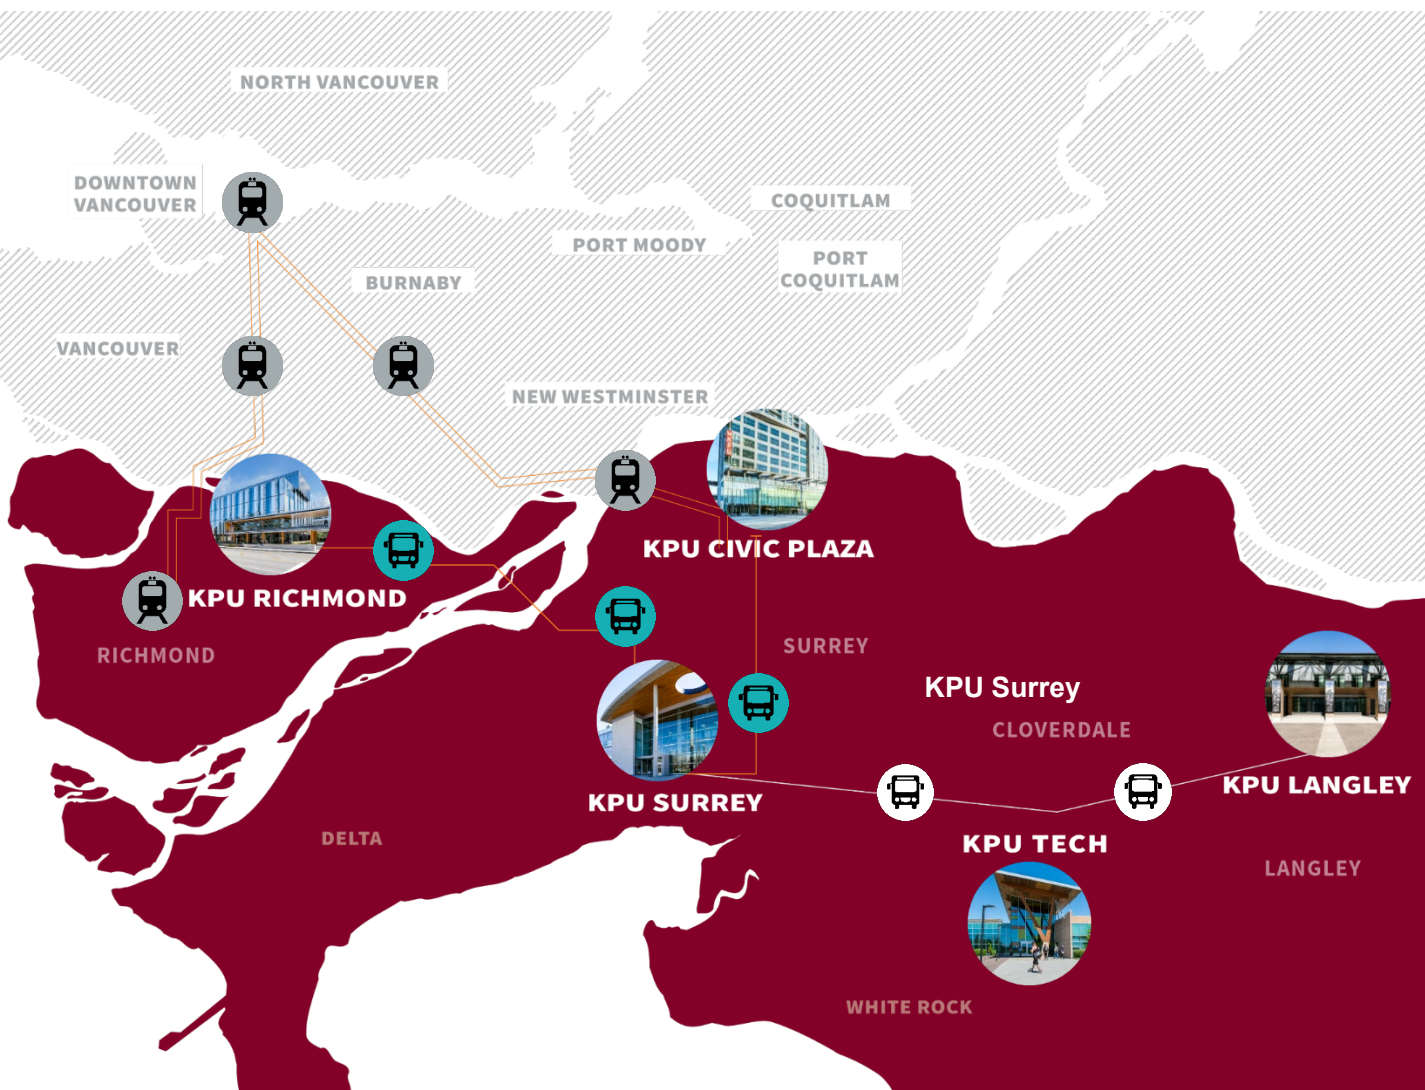 NORTH VANCOUVER
DOWNTOWN
VANCOUVER
COQUITLAM
PORT MOODY
PORT
COQUITLAM
BURNABY
VANCOUVER
NEW WESTMINSTER
KPU CIVIC PLAZA
KPU RICHMOND
RICHMOND
SURREY
KPU Surrey
CLOVERDALE
KPU LANGLEY
KPU SURREY
DELTA
KPU TECH
LANGLEY
WHITE ROCK